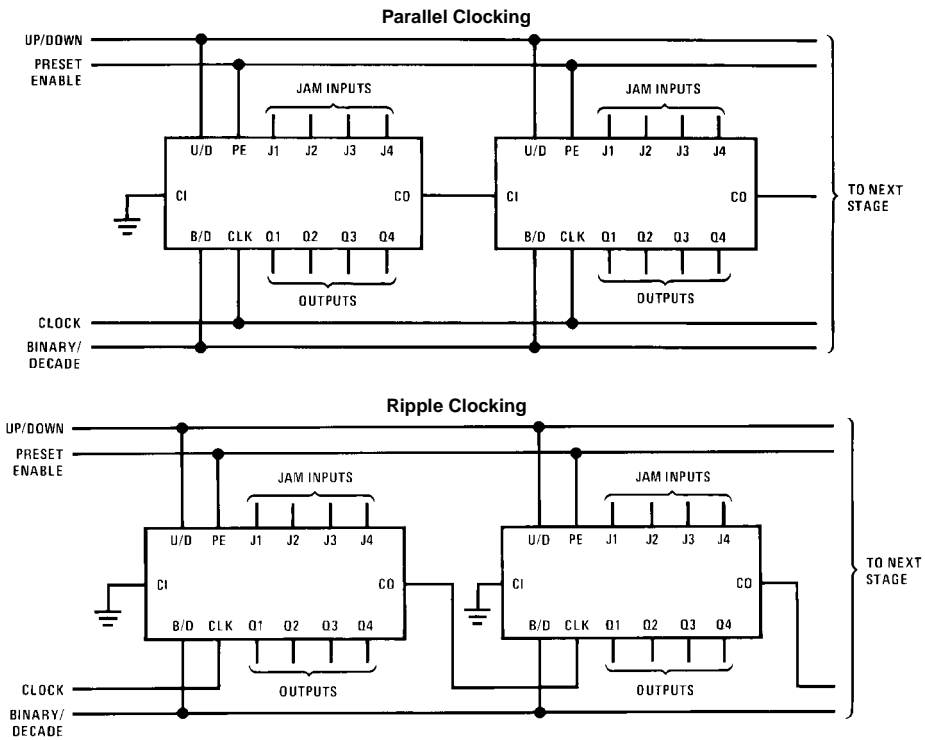 Parallel Clocking
UP/DOWN
PRESET
ENABLE
JAM INPUTS
JAM INPUTS
U/D PE J1 J2 J3 J4
U/D PE J1 J2 J3 J4
CI CO
CI CO
TO NEXT
STAGE
B/D CLK Q1 Q2 Q3 Q4
B/D CLK Q1 Q2 Q3 Q4
OUTPUTS
OUTPUTS
CLOCK
BINARY/
DECADE
Ripple Clocking
UP/DOWN
PRESET
ENABLE
JAM INPUTS
JAM INPUTS
U/D PE J1 J2 J3 J4
U/D PE J1 J2 J3 J4
CI CO
CI CO
TO NEXT
STAGE
B/D CLK Q1 Q2 Q3 Q4
B/D CLK Q1 Q2 Q3 Q4
OUTPUTS
OUTPUTS
CLOCK
BINARY/
DECADE